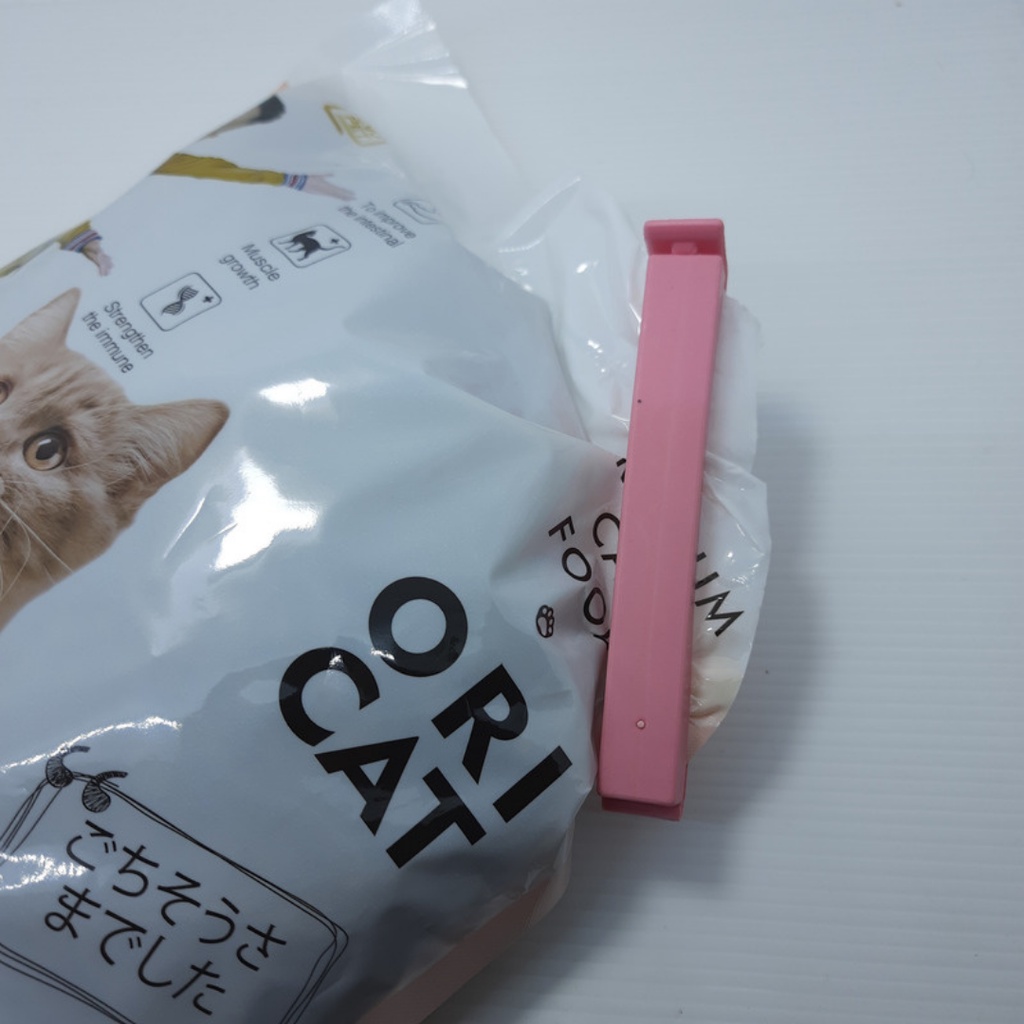 To improve
the intestinal
Muscle
growth
Strengthen
the immune
FOOD
ORI
CAT
ごちそうさ
までした